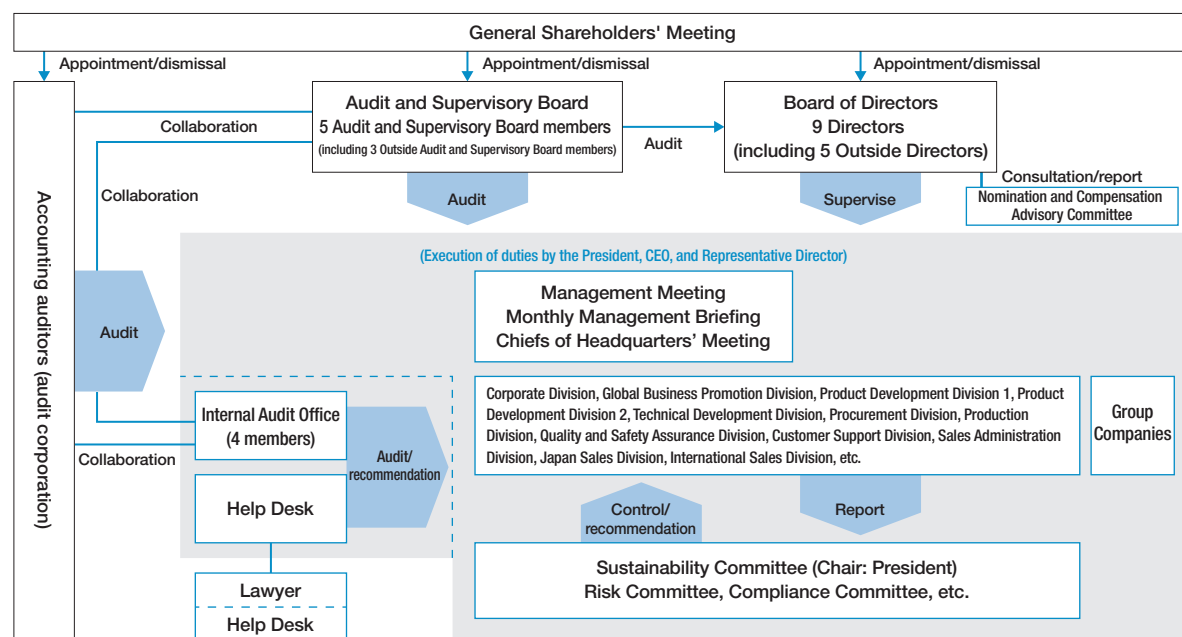 General Shareholders' Meeting
Appointment/dismissal
Appointment/dismissal
Appointment/dismissal
Accounting auditors (audit corporation)
Collaboration
Collaboration
Audit and Supervisory Board
5 Audit and Supervisory Board members
(including 3 Outside Audit and Supervisory Board members)
Audit
Board of Directors
9 Directors
(including 5 Outside Directors)
Audit
Supervise
Consultation/report
Nomination and Compensation
Advisory Committee
(Execution of duties by the President, CEO, and Representative Director)
Audit
Management Meeting
Monthly Management Briefing
Chiefs of Headquarters’ Meeting
Internal Audit Office
(4 members)
Collaboration
Audit/
recommendation
Help Desk
Corporate Division, Global Business Promotion Division, Product Development Division 1, Product
Development Division 2, Technical Development Division, Procurement Division, Production
Division, Quality and Safety Assurance Division, Customer Support Division, Sales Administration
Division, Japan Sales Division, International Sales Division, etc.
Group
Companies
Control/
recommendation
Report
Sustainability Committee (Chair: President)
Risk Committee, Compliance Committee, etc.
Lawyer
Help Desk